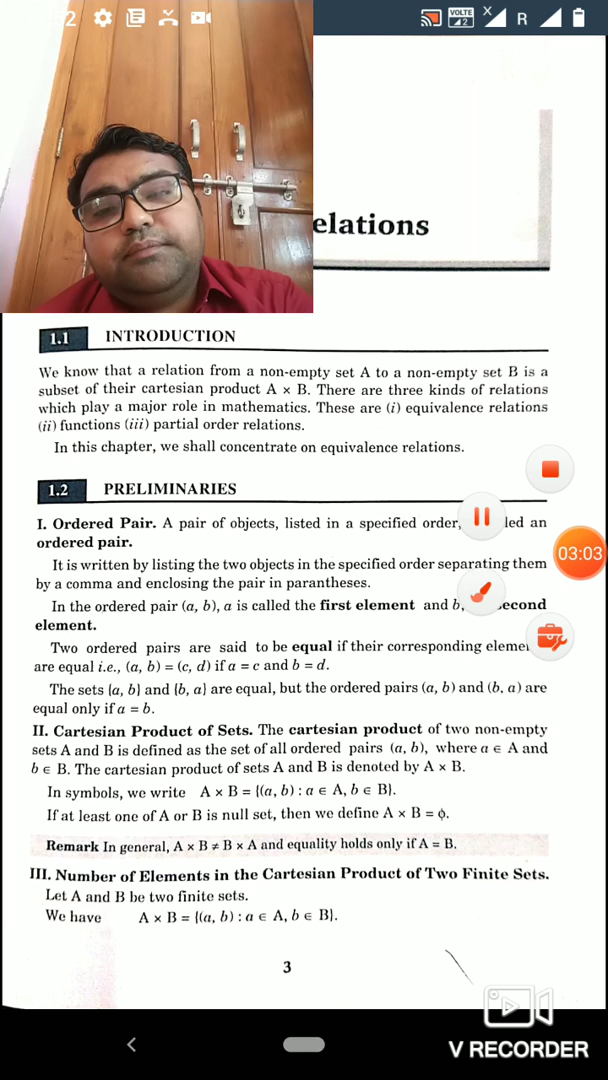 2
VOLTE
2
X
R
elations
1.1 INTRODUCTION
We know that a relation from a non-empty set A to a non-empty set B is a
subset of their cartesian product A × B. There are three kinds of relations
which play a major role in mathematics. These are (i) equivalence relations
(ii) functions (iii) partial order relations.
In this chapter, we shall concentrate on equivalence relations.
1.2 PRELIMINARIES
I. Ordered Pair. A pair of objects, listed in a specified order, led an
ordered pair.
It is written by listing the two objects in the specified order separating them
by a comma and enclosing the pair in parantheses.
03:03
In the ordered pair (a, b), a is called the first element and b, econd
element.
Two ordered pairs are said to be equal if their corresponding eleme
are equal i.e., (a, b) = (c, d) if a = c and b = d.
The sets {a, b} and {b, a} are equal, but the ordered pairs (a, b) and (b, a) are
equal only if a = b.
II. Cartesian Product of Sets. The cartesian product of two non-empty
sets A and B is defined as the set of all ordered pairs (a, b), where a ∈ A and
b ∈ B. The cartesian product of sets A and B is denoted by A × B.
In symbols, we write A × B = {(a, b) : a ∈ A, b ∈ B}.
If at least one of A or B is null set, then we define A × B = φ.
Remark In general, A × B ≠ B × A and equality holds only if A = B.
III. Number of Elements in the Cartesian Product of Two Finite Sets.
Let A and B be two finite sets.
We have A × B = {(a, b) : a ∈ A, b ∈ B}.
3
V RECORDER